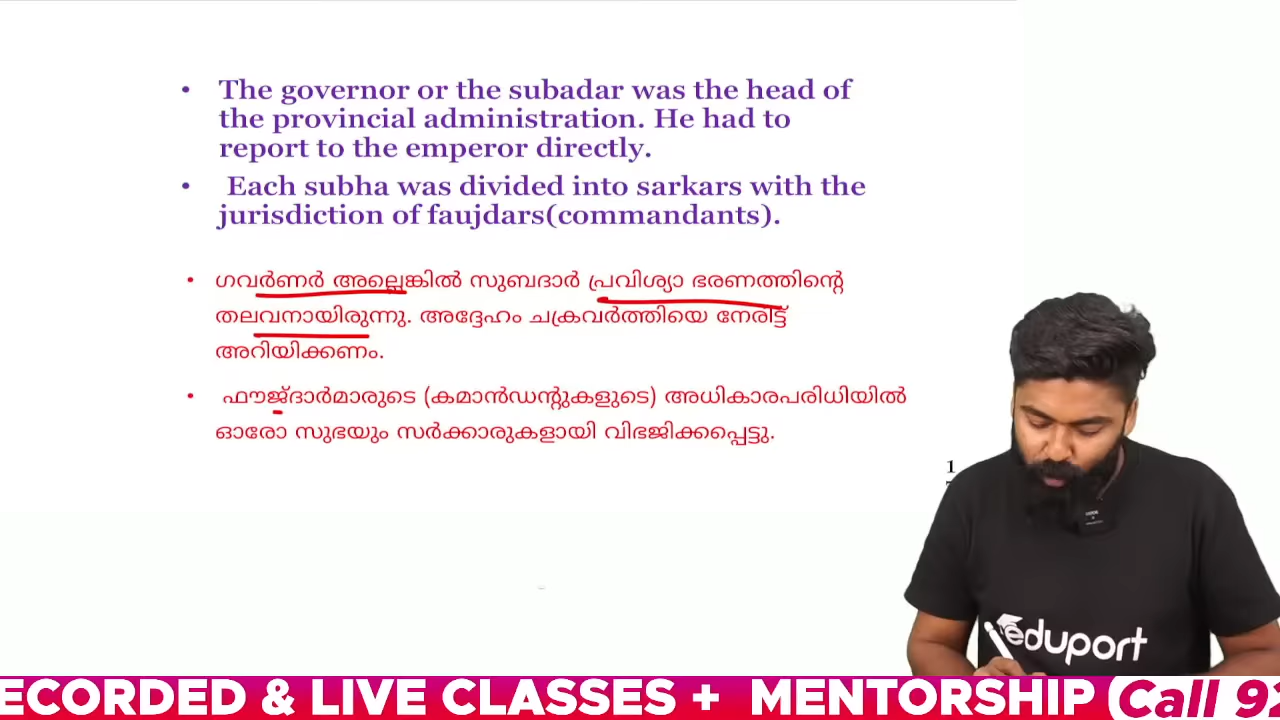 • The governor or the subadar was the head of
the provincial administration. He had to
report to the emperor directly.
• Each subha was divided into sarkars with the
jurisdiction of faujdars(commandants).
• ഗവർണർ അല്ലെങ്കിൽ സുബദാർ പ്രവിശ്യാ ഭരണത്തിന്റെ
തലവനായിരുന്നു. അദ്ദേഹം ചക്രവർത്തിയെ നേരിട്ട്
അറിയിക്കണം.
• ഫൗജ്ദാർമാരുടെ (കമാൻഡന്റുകളുടെ) അധികാരപരിധിയിൽ
ഓരോ സുഭയും സർക്കാരുകളായി വിഭജിക്കപ്പെട്ടു.
1
eduport
ECORDED & LIVE CLASSES + MENTORSHIP (Call 92